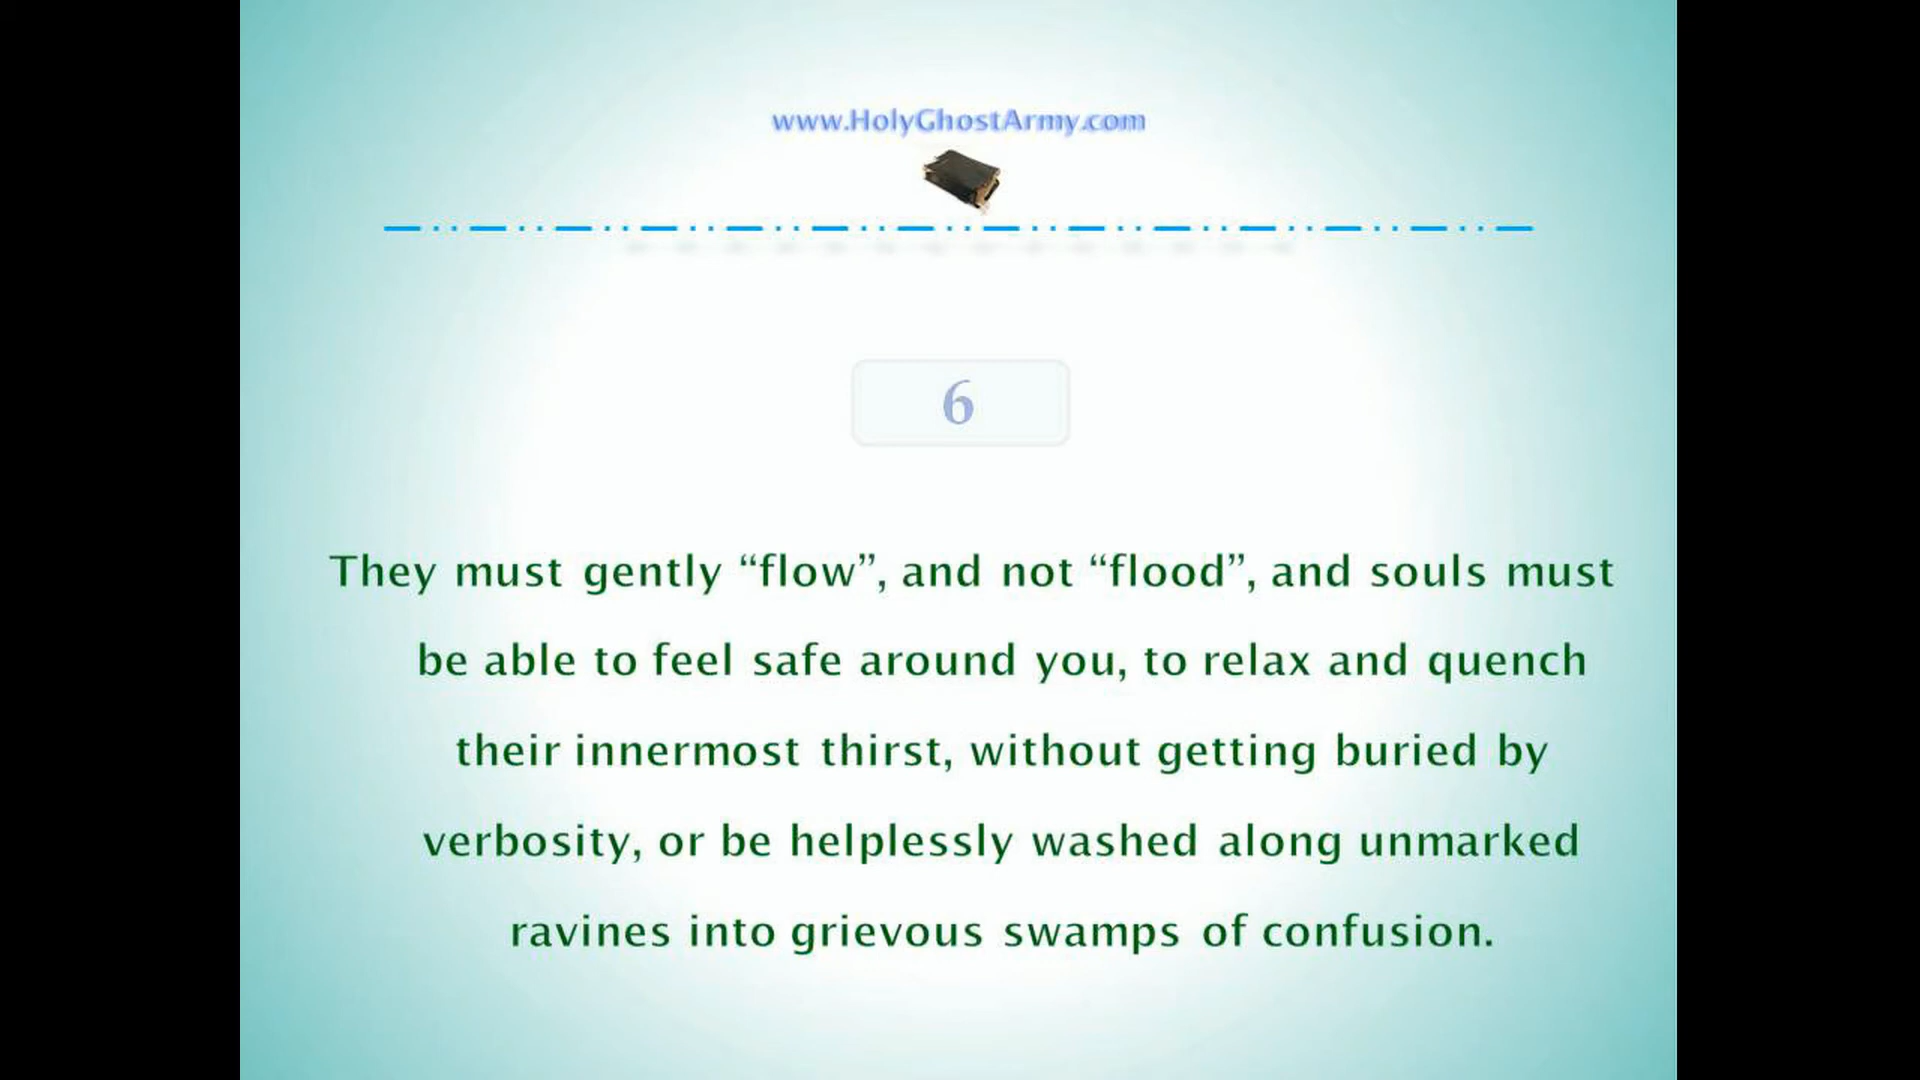 www.HolyGhostArmy.com
6
They must gently “flow”, and not “flood”, and souls must
be able to feel safe around you, to relax and quench
their innermost thirst, without getting buried by
verbosity, or be helplessly washed along unmarked
ravines into grievous swamps of confusion.